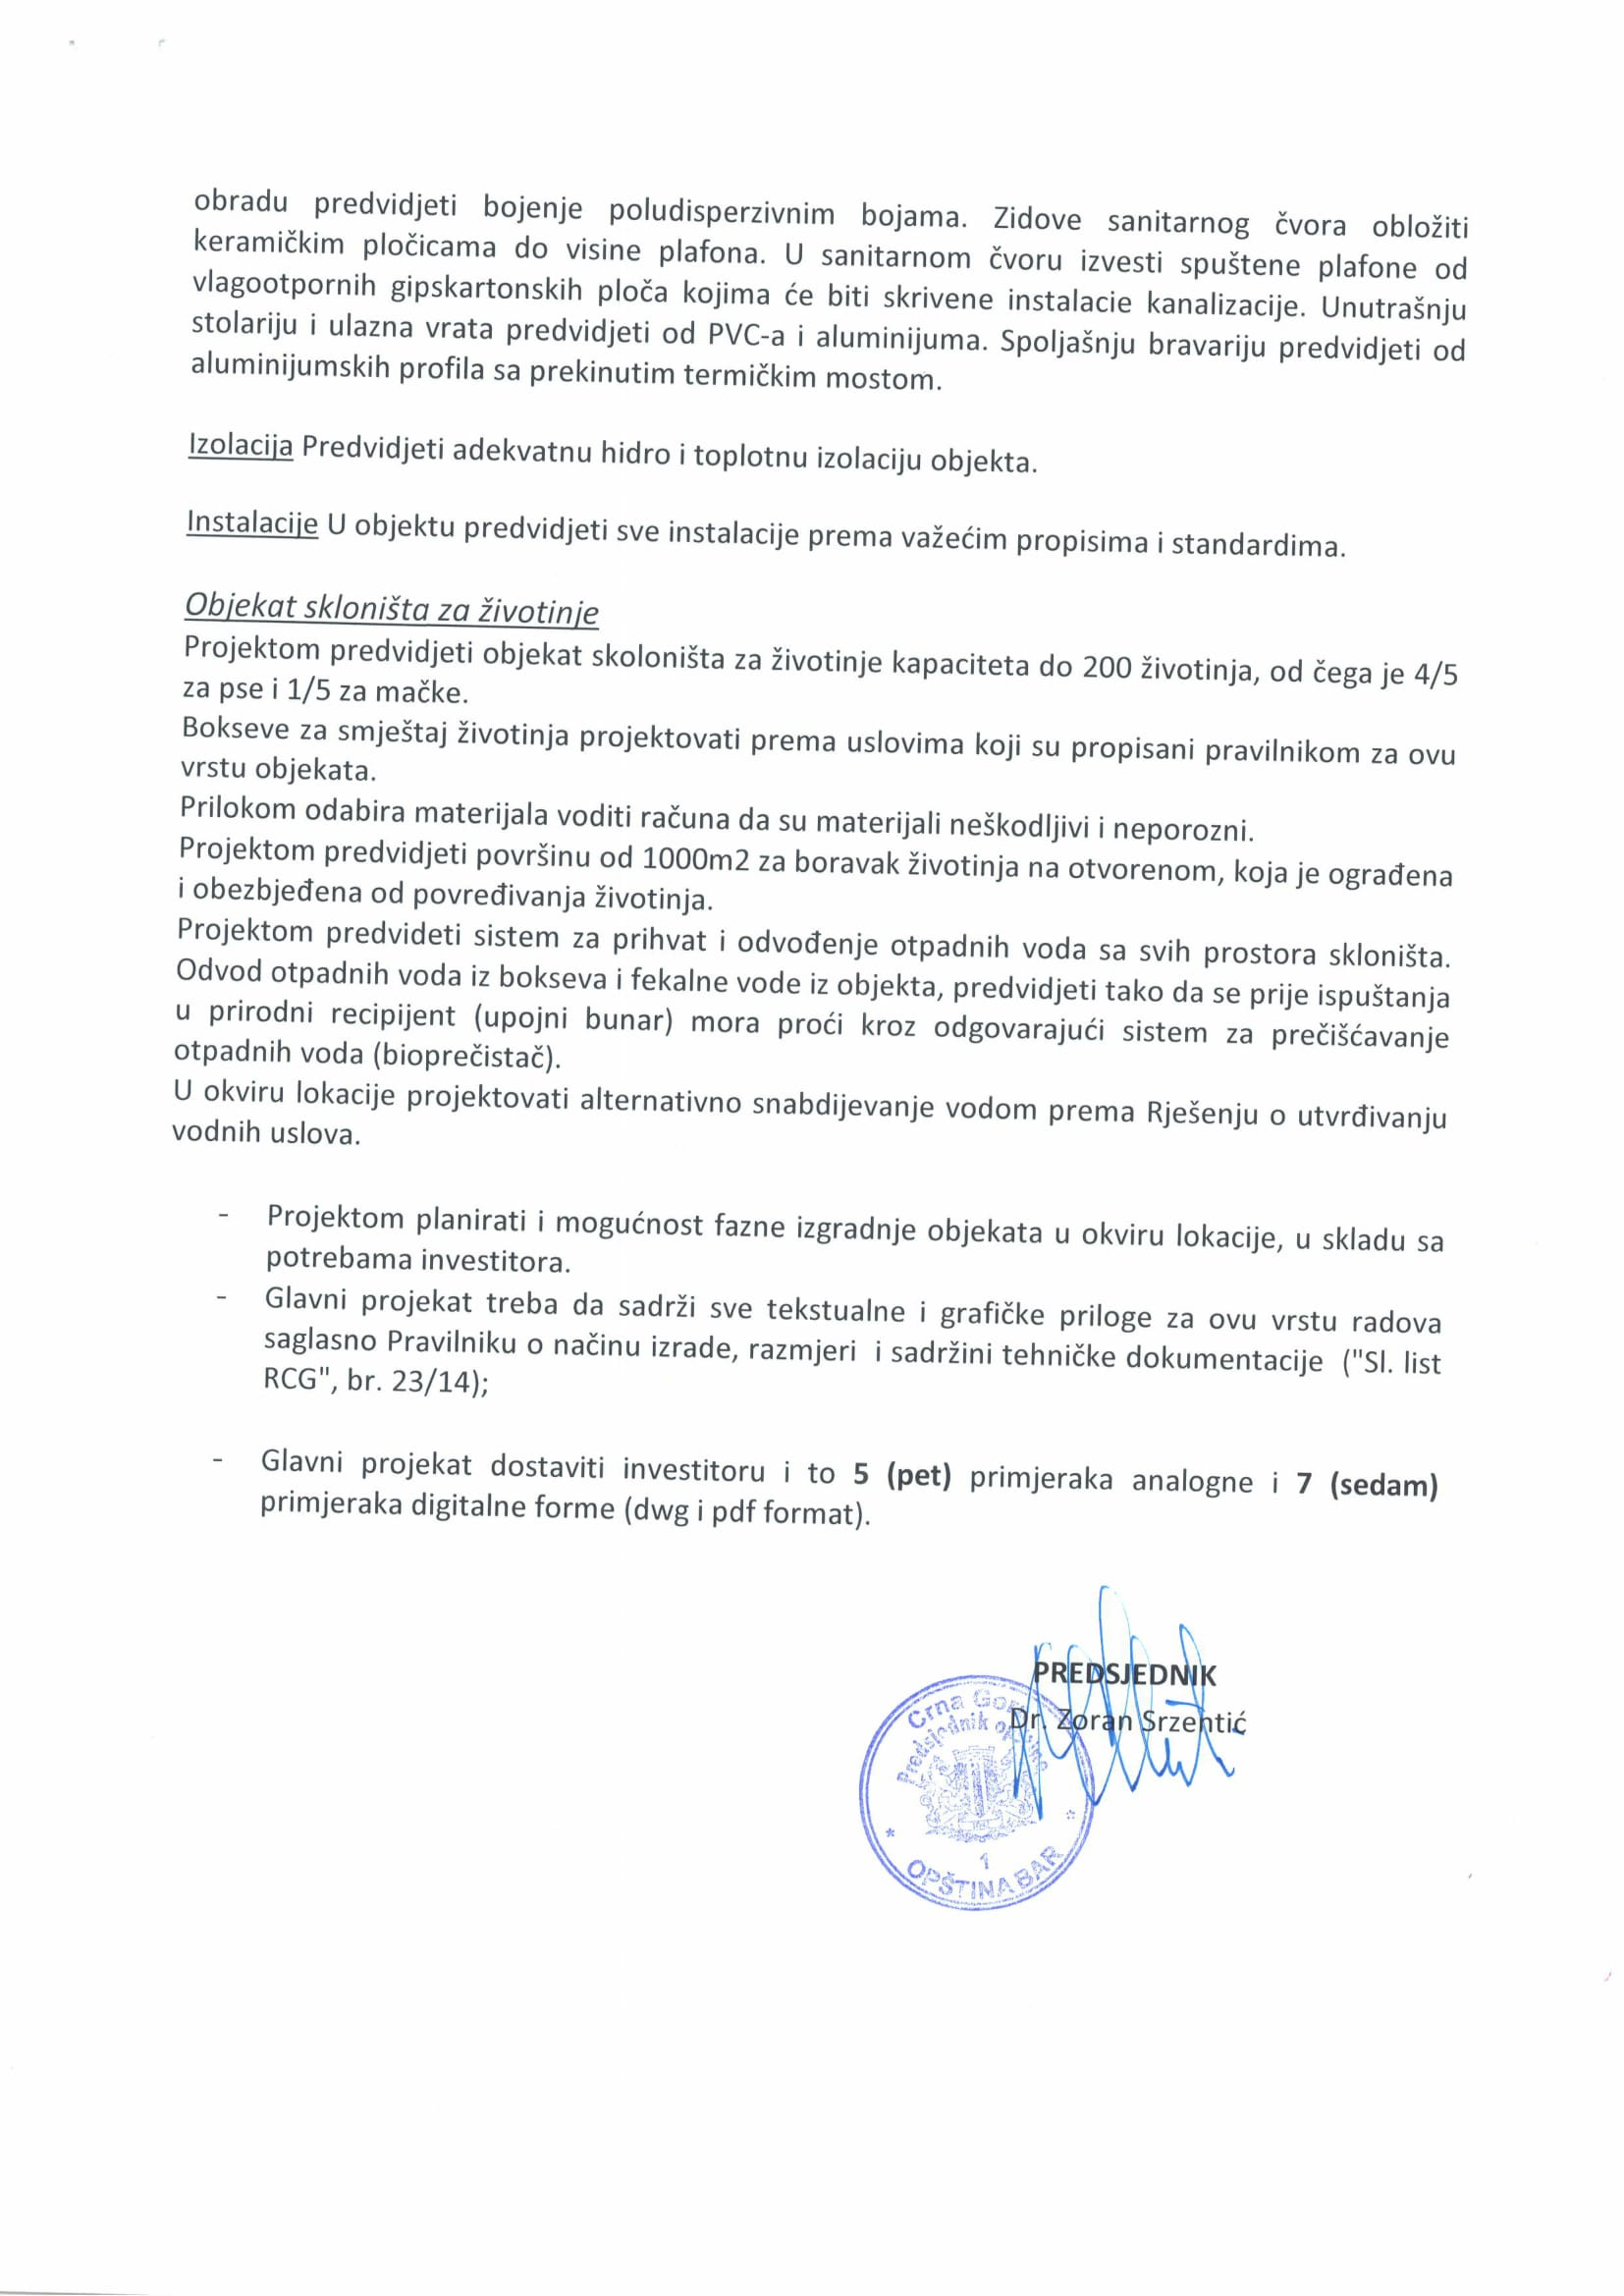 obradu predvidjeti bojenje poludisperzivnim bojama. Zidove sanitarnog čvora obložiti
keramičkim pločicama do visine plafona. U sanitarnom čvoru izvesti spuštene plafone od
vlagootpornih gipskartonskih ploča kojima će biti skrivene instalacie kanalizacije. Unutrašnju
stolariju i ulazna vrata predvidjeti od PVC-a i aluminijuma. Spoljašnju bravariju predvidjeti od
aluminijumskih profila sa prekinutim termičkim mostom.
Izolacija Predvidjeti adekvatnu hidro i toplotnu izolaciju objekta.
Instalacije U objektu predvidjeti sve instalacije prema važećim propisima i standardima.
Objekat skloništa za životinje
Projektom predvidjeti objekat skoloništa za životinje kapaciteta do 200 životinja, od čega je 4/5
za pse i 1/5 za mačke.
Bokseve za smještaj životinja projektovati prema uslovima koji su propisani pravilnikom za ovu
vrstu objekata.
Prilokom odabira materijala voditi računa da su materijali neškodljivi i neporozni.
Projektom predvidjeti površinu od 1000m2 za boravak životinja na otvorenom, koja je ograđena
i obezbjeđena od povređivanja životinja.
Projektom predvideti sistem za prihvat i odvođenje otpadnih voda sa svih prostora skloništa.
Odvod otpadnih voda iz bokseva i fekalne vode iz objekta, predvidjeti tako da se prije ispuštanja
u prirodni recipijent (upojni bunar) mora proći kroz odgovarajući sistem za prečišćavanje
otpadnih voda (bioprečistač).
U okviru lokacije projektovati alternativno snabdijevanje vodom prema Rješenju o utvrđivanju
vodnih uslova.
- Projektom planirati i mogućnost fazne izgradnje objekata u okviru lokacije, u skladu sa
potrebama investitora.
- Glavni projekat treba da sadrži sve tekstualne i grafičke priloge za ovu vrstu radova
saglasno Pravilniku o načinu izrade, razmjeri i sadržini tehničke dokumentacije ("Sl. list
RCG", br. 23/14);
- Glavni projekat dostaviti investitoru i to 5 (pet) primjeraka analogne i 7 (sedam)
primjeraka digitalne forme (dwg i pdf format).
PREDSJEDNIK
Dr. Zoran Srzentić
Crna
Predsjednik
1
OPŠTINA BAR